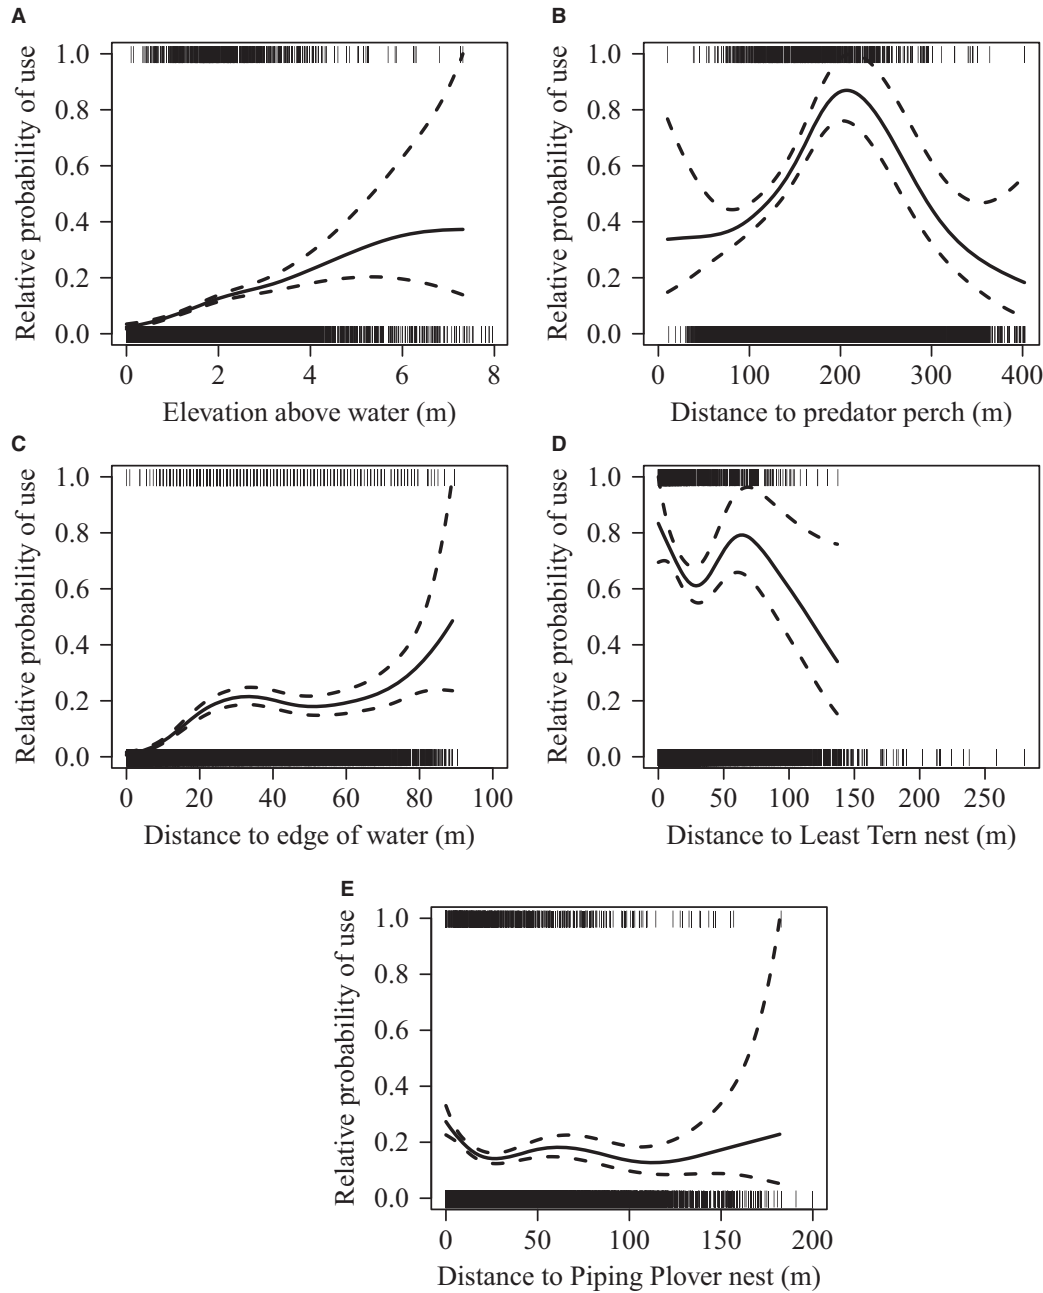 A
Relative probability of use
1.0
0.8
0.6
0.4
0.2
0.0
0 2 4 6 8
Elevation above water (m)
B
Relative probability of use
1.0
0.8
0.6
0.4
0.2
0.0
0 100 200 300 400
Distance to predator perch (m)
C
Relative probability of use
1.0
0.8
0.6
0.4
0.2
0.0
0 20 40 60 80 100
Distance to edge of water (m)
D
Relative probability of use
1.0
0.8
0.6
0.4
0.2
0.0
0 50 100 150 200 250
Distance to Least Tern nest (m)
E
Relative probability of use
1.0
0.8
0.6
0.4
0.2
0.0
0 50 100 150 200
Distance to Piping Plover nest (m)